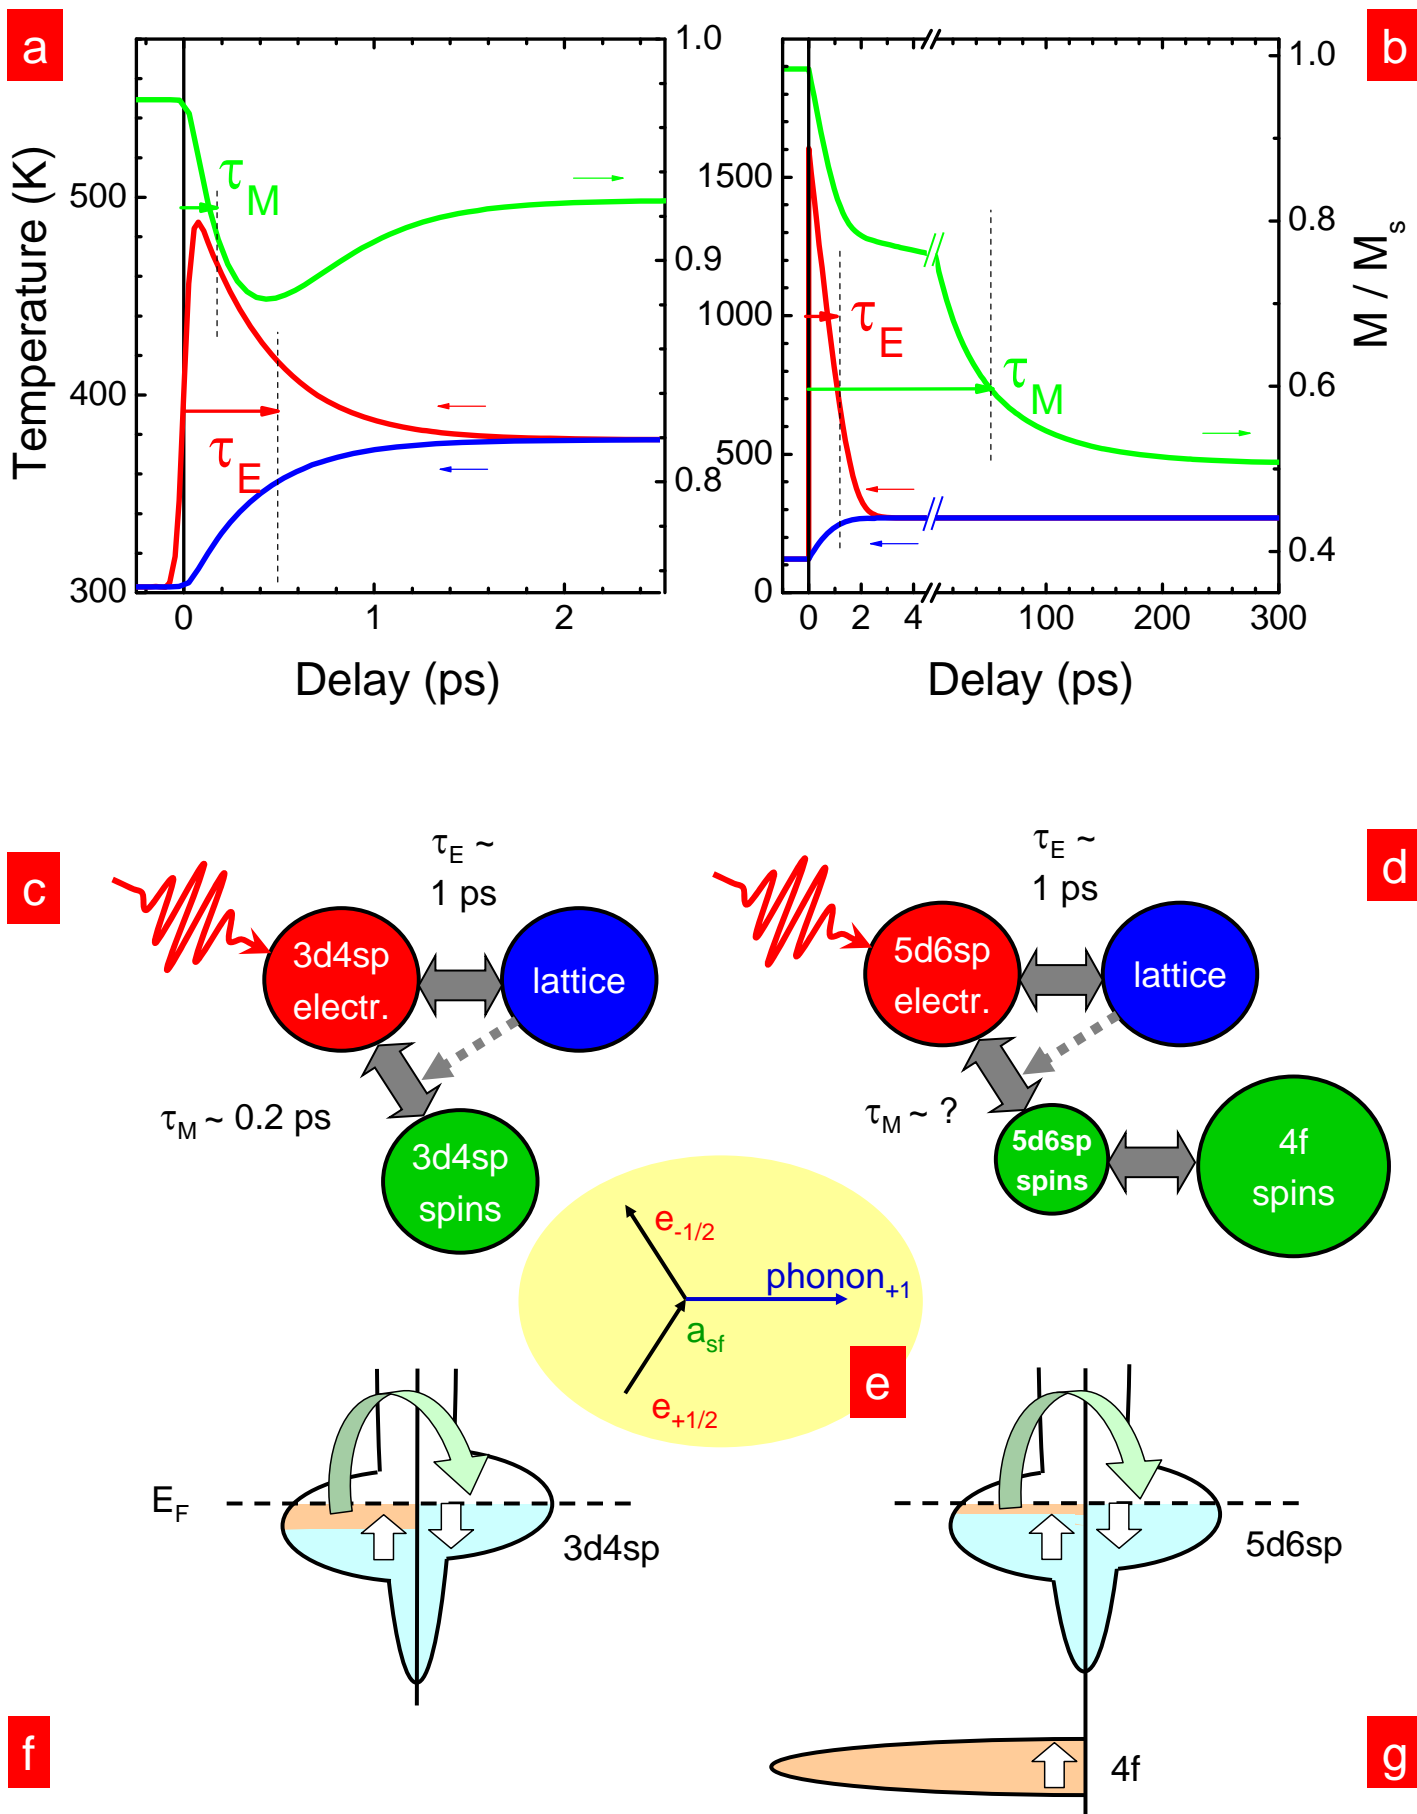 a
Temperature (K)
500
400
300
0
1
2
Delay (ps)
1.0
0.9
0.8
τM
τE
b
1500
1000
500
0
0
2
4
100
200
300
Delay (ps)
1.0
0.8
0.6
0.4
M / Ms
τE
τM
c
τE ~
1 ps
3d4sp
electr.
lattice
τM ~ 0.2 ps
3d4sp
spins
d
τE ~
1 ps
5d6sp
electr.
lattice
τM ~ ?
5d6sp
spins
4f
spins
e-1/2
phonon+1
asf
e+1/2
e
EF
3d4sp
f
5d6sp
4f
g